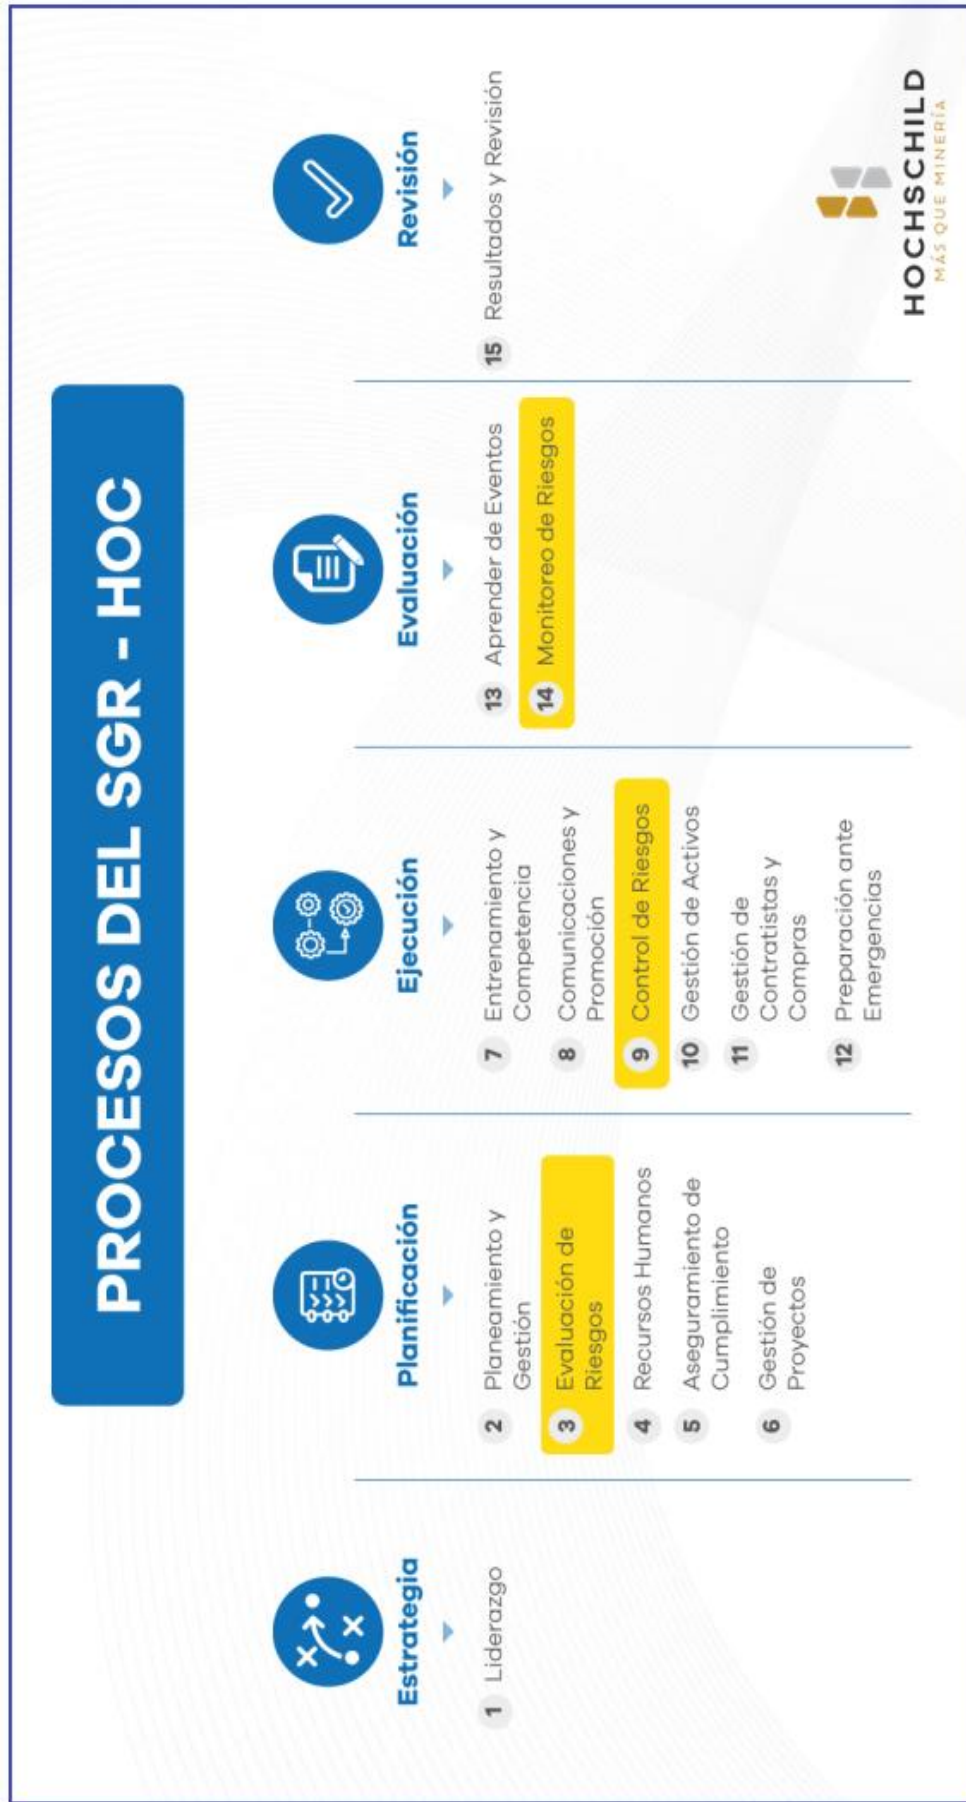 PROCESOS DEL SGR - HOC
Estrategia
1 Liderazgo
Planificación
2 Planeamiento y
Gestión
3 Evaluación de
Riesgos
4 Recursos Humanos
5 Aseguramiento de
Cumplimiento
6 Gestión de
Proyectos
Ejecución
7 Entrenamiento y
Competencia
8 Comunicaciones y
Promoción
9 Control de Riesgos
10 Gestión de Activos
11 Gestión de
Contratistas y
Compras
12 Preparación ante
Emergencias
Evaluación
13 Aprender de Eventos
14 Monitoreo de Riesgos
Revisión
15 Resultados y Revisión
HOCHSCHILD
MÁS QUE MINERÍA